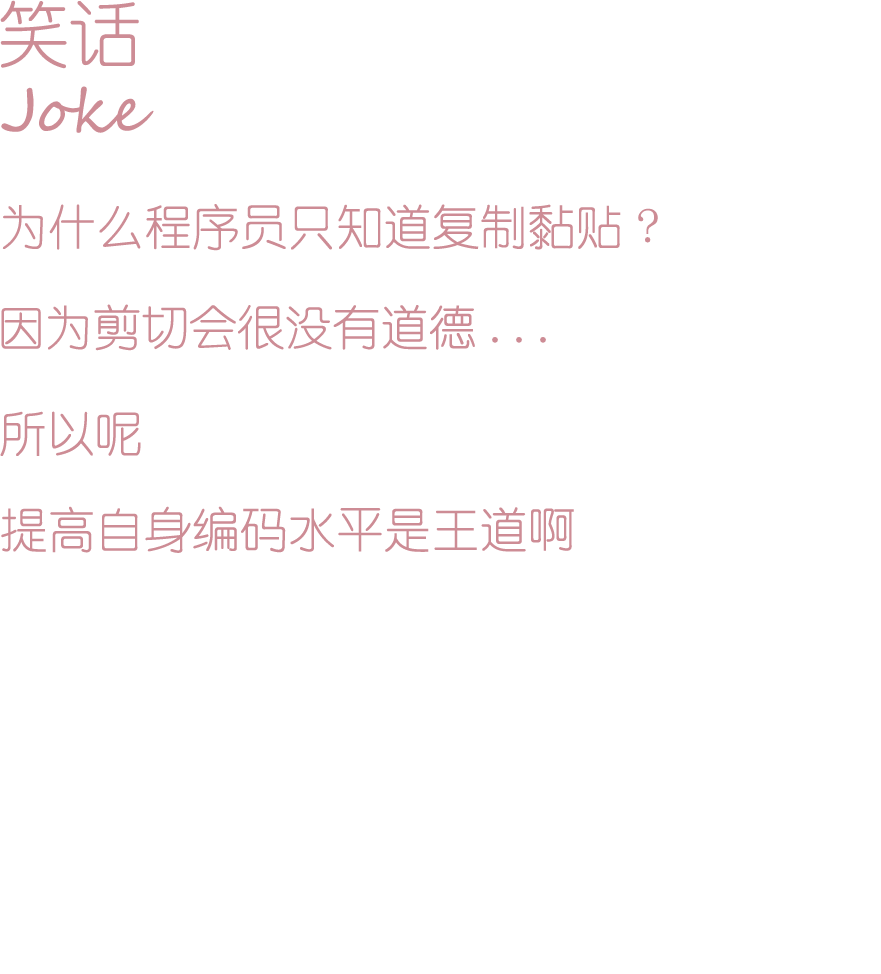 笑话
Joke
为什么程序员只知道复制黏贴？
因为剪切会很没有道德...
所以呢
提高自身编码水平是王道啊